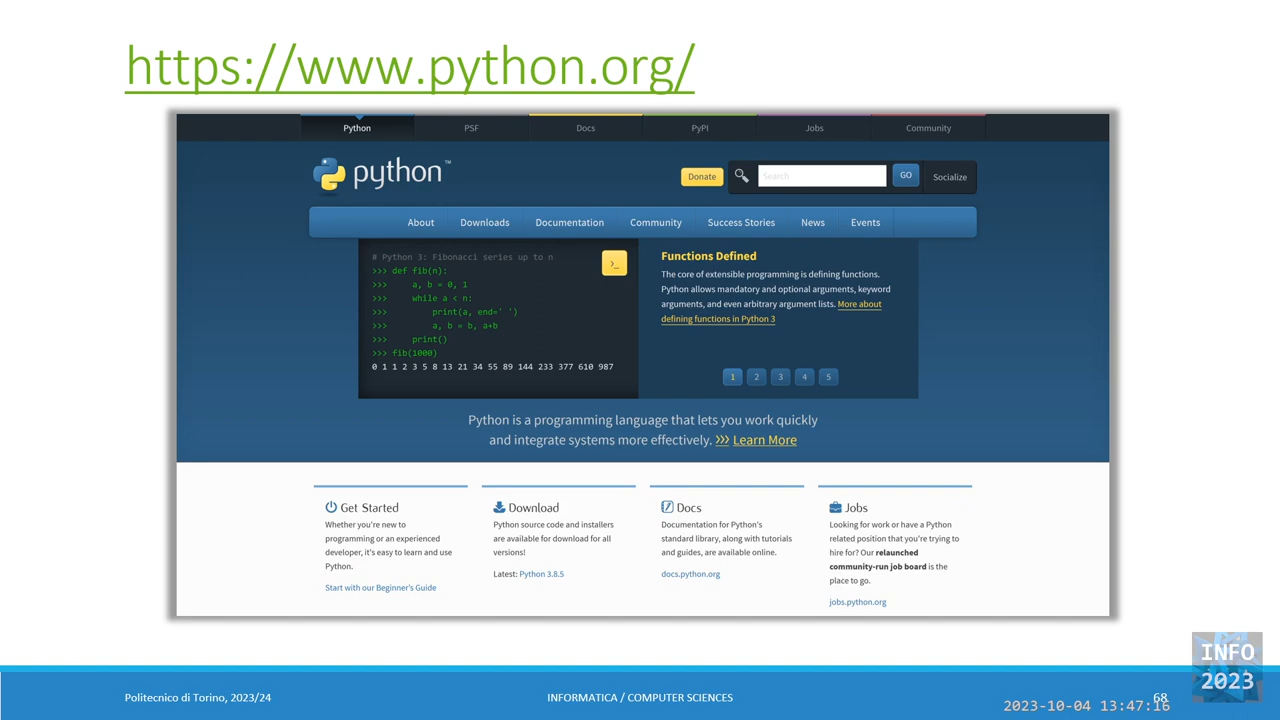 https://www.python.org/
Python PSF Docs PyPI Jobs Community
python™
Donate Search GO Socialize
About Downloads Documentation Community Success Stories News Events
# Python 3: Fibonacci series up to n
>>> def fib(n):
>>>     a, b = 0, 1
>>>     while a < n:
>>>         print(a, end=' ')
>>>         a, b = b, a+b
>>>     print()
>>> fib(1000)
0 1 1 2 3 5 8 13 21 34 55 89 144 233 377 610 987
>_
Functions Defined
The core of extensible programming is defining functions.
Python allows mandatory and optional arguments, keyword
arguments, and even arbitrary argument lists. More about
defining functions in Python 3
1 2 3 4 5
Python is a programming language that lets you work quickly
and integrate systems more effectively. >>> Learn More
Get Started
Whether you're new to
programming or an experienced
developer, it's easy to learn and use
Python.
Start with our Beginner's Guide
Download
Python source code and installers
are available for download for all
versions!
Latest: Python 3.8.5
Docs
Documentation for Python's
standard library, along with tutorials
and guides, are available online.
docs.python.org
Jobs
Looking for work or have a Python
related position that you're trying to
hire for? Our relaunched
community-run job board is the
place to go.
jobs.python.org
Politecnico di Torino, 2023/24
INFORMATICA / COMPUTER SCIENCES
68
2023-10-04 13:47:16
INFO
2023